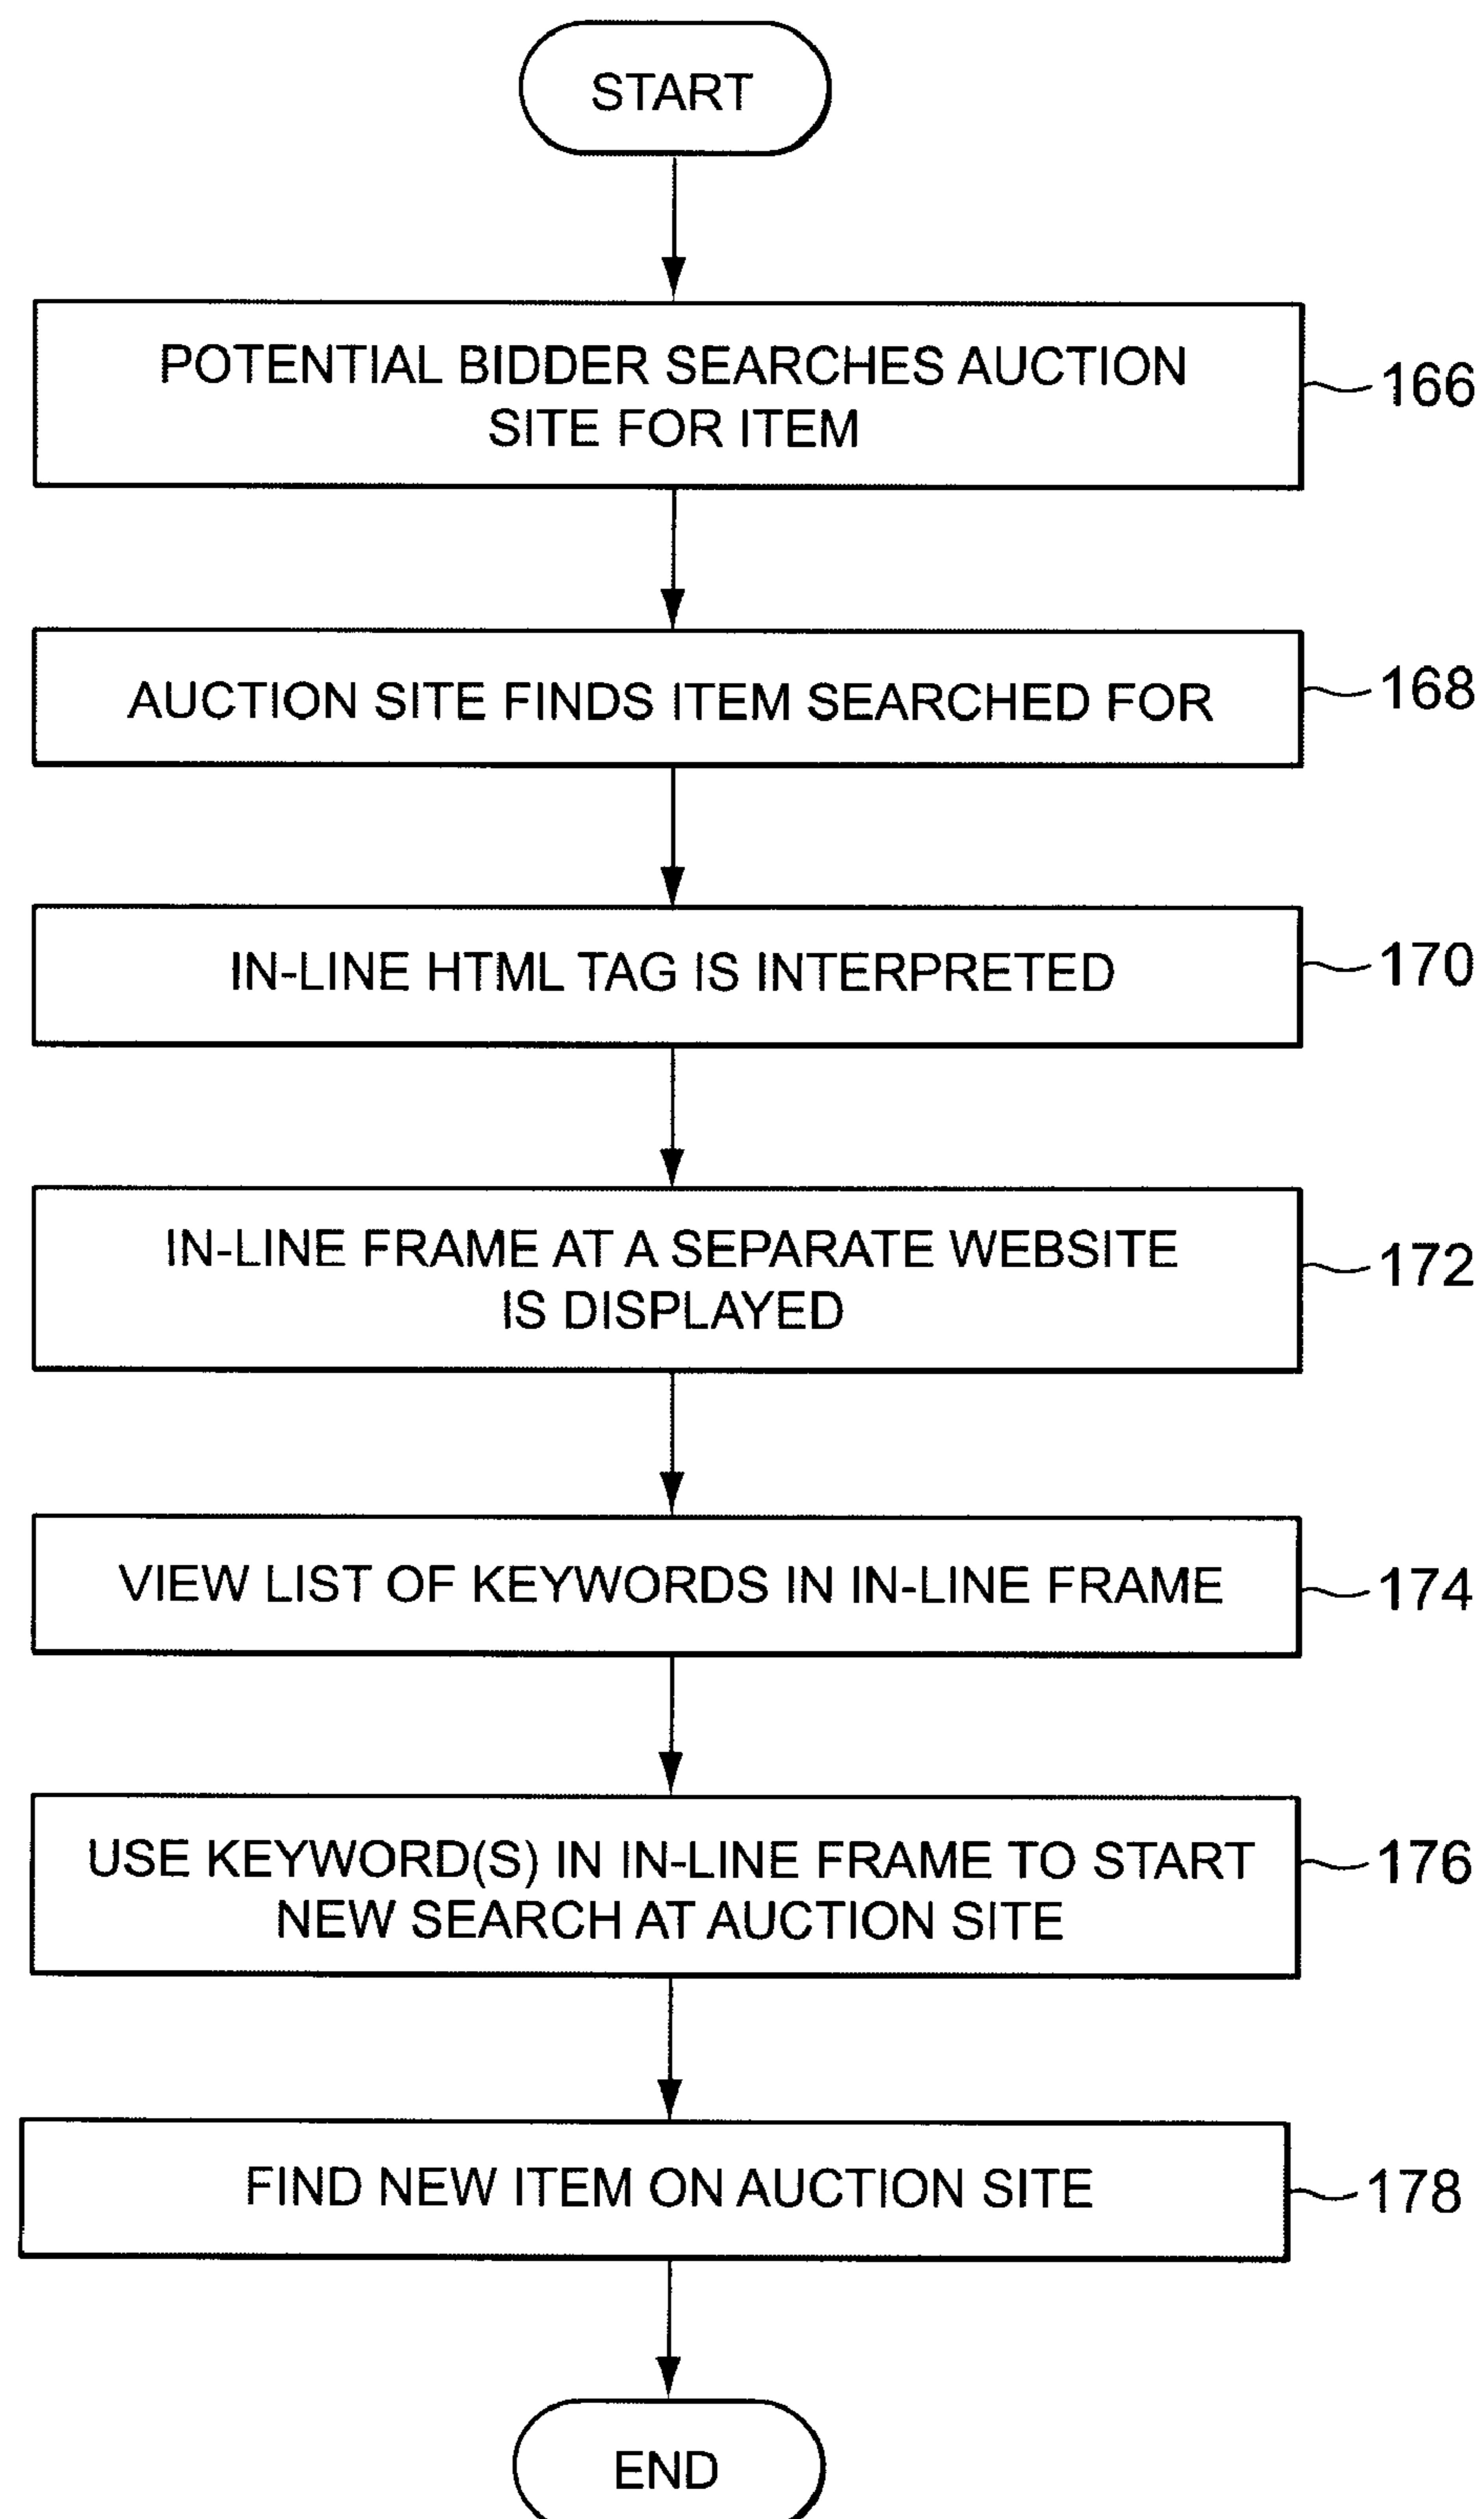 START
POTENTIAL BIDDER SEARCHES AUCTION
SITE FOR ITEM
166
AUCTION SITE FINDS ITEM SEARCHED FOR
168
IN-LINE HTML TAG IS INTERPRETED
170
IN-LINE FRAME AT A SEPARATE WEBSITE
IS DISPLAYED
172
VIEW LIST OF KEYWORDS IN IN-LINE FRAME
174
USE KEYWORD(S) IN IN-LINE FRAME TO START
NEW SEARCH AT AUCTION SITE
176
FIND NEW ITEM ON AUCTION SITE
178
END